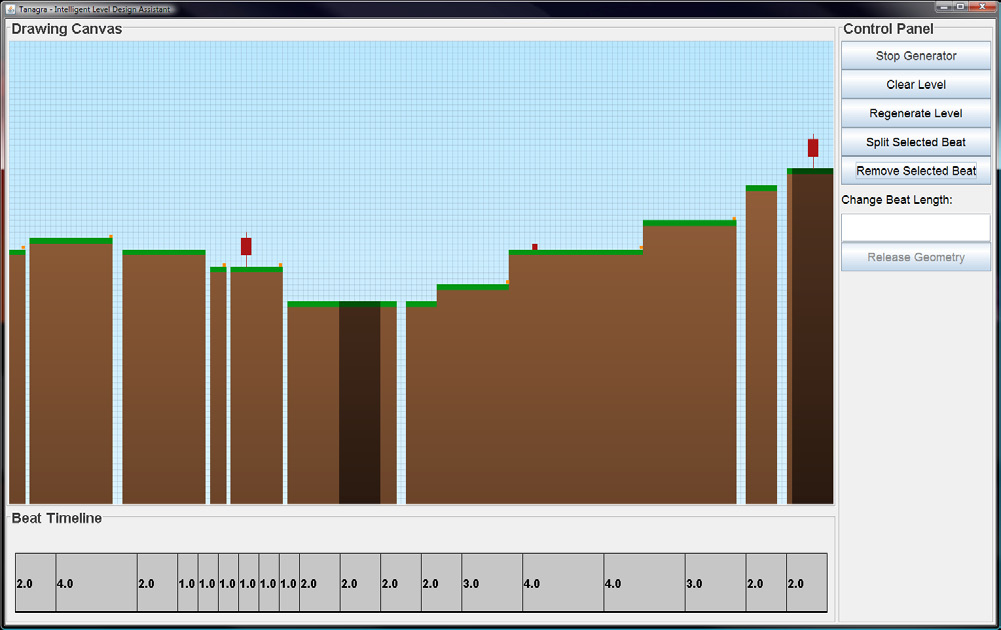 Tanagra - Intelligent Level Design Assistant
Drawing Canvas
Control Panel
Stop Generator
Clear Level
Regenerate Level
Split Selected Beat
Remove Selected Beat
Change Beat Length:
Release Geometry
Beat Timeline
2.0 4.0 2.0 1.0 1.0 1.0 1.0 1.0 1.0 2.0 2.0 2.0 2.0 3.0 4.0 4.0 3.0 2.0 2.0